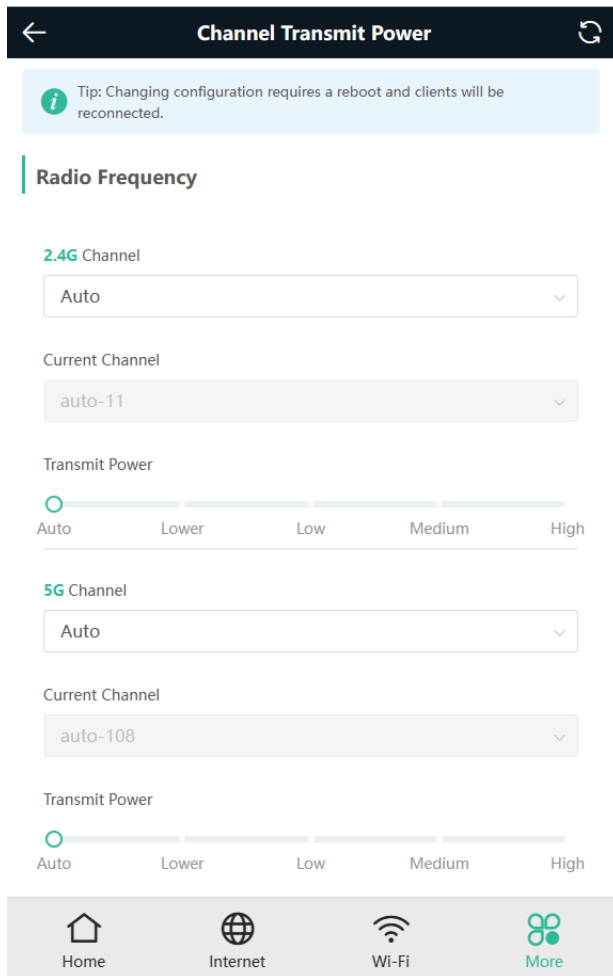 Channel Transmit Power
i
Tip: Changing configuration requires a reboot and clients will be
reconnected.
Radio Frequency
2.4G Channel
Auto
Current Channel
auto-11
Transmit Power
Auto Lower Low Medium High
5G Channel
Auto
Current Channel
auto-108
Transmit Power
Auto Lower Low Medium High
Home Internet Wi-Fi More